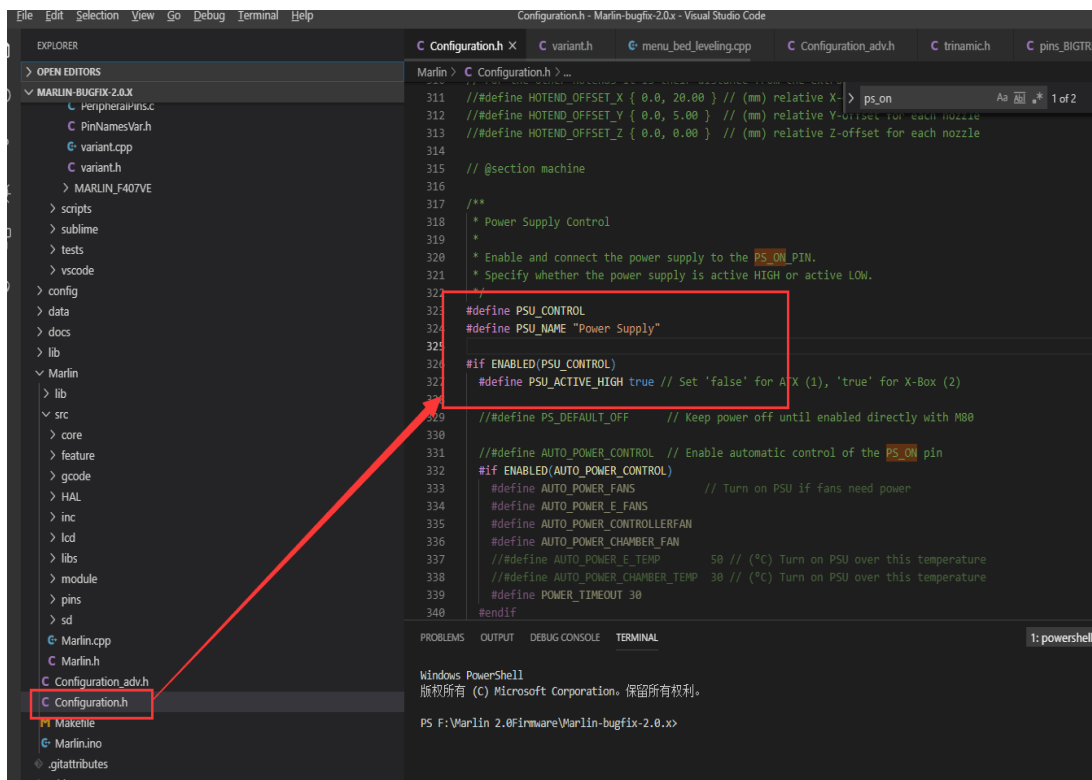 File Edit Selection View Go Debug Terminal Help
Configuration.h - Marlin-bugfix-2.0.x - Visual Studio Code
EXPLORER
OPEN EDITORS
MARLIN-BUGFIX-2.0.X
PeripheralPins.c
PinNamesVar.h
variant.cpp
variant.h
MARLIN_F407VE
scripts
sublime
tests
vscode
config
data
docs
lib
Marlin
lib
src
core
feature
gcode
HAL
inc
lcd
libs
module
pins
sd
Marlin.cpp
Marlin.h
Configuration_adv.h
Configuration.h
Makefile
Marlin.ino
.gitattributes
Configuration.h variant.h menu_bed_leveling.cpp Configuration_adv.h trinamic.h pins_BIGTR
Marlin > Configuration.h > ...
ps_on Aa Abl .* 1 of 2
311 //#define HOTEND_OFFSET_X { 0.0, 20.00 } // (mm) relative X-
312 //#define HOTEND_OFFSET_Y { 0.0, 5.00 } // (mm) relative Y-offset for each nozzle
313 //#define HOTEND_OFFSET_Z { 0.0, 0.00 } // (mm) relative Z-offset for each nozzle
314
315 // @section machine
316
317 /**
318 * Power Supply Control
319 *
320 * Enable and connect the power supply to the PS_ON_PIN.
321 * Specify whether the power supply is active HIGH or active LOW.
322 */
323 #define PSU_CONTROL
324 #define PSU_NAME "Power Supply"
325
326 #if ENABLED(PSU_CONTROL)
327 #define PSU_ACTIVE_HIGH true // Set 'false' for ATX (1), 'true' for X-Box (2)
328
329 //#define PS_DEFAULT_OFF // Keep power off until enabled directly with M80
330
331 //#define AUTO_POWER_CONTROL // Enable automatic control of the PS_ON pin
332 #if ENABLED(AUTO_POWER_CONTROL)
333 #define AUTO_POWER_FANS // Turn on PSU if fans need power
334 #define AUTO_POWER_E_FANS
335 #define AUTO_POWER_CONTROLLERFAN
336 #define AUTO_POWER_CHAMBER_FAN
337 //#define AUTO_POWER_E_TEMP 50 // (ºC) Turn on PSU over this temperature
338 //#define AUTO_POWER_CHAMBER_TEMP 30 // (ºC) Turn on PSU over this temperature
339 #define POWER_TIMEOUT 30
340 #endif
PROBLEMS OUTPUT DEBUG CONSOLE TERMINAL
1: powershell
Windows PowerShell
版权所有 (C) Microsoft Corporation。保留所有权利。
PS F:\Marlin 2.0Firmware\Marlin-bugfix-2.0.x>